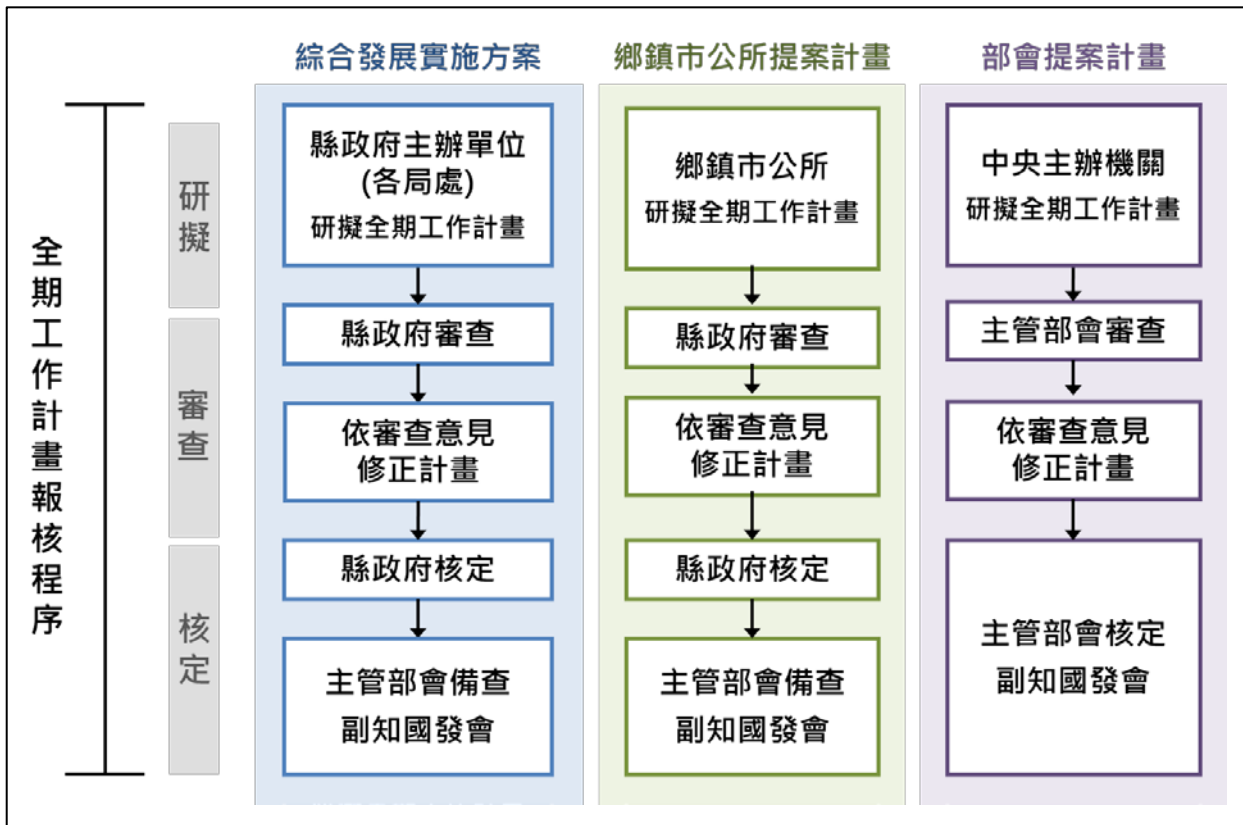 全期工作計畫報核程序
研擬
審查
核定
綜合發展實施方案
縣政府主辦單位
(各局處)
研擬全期工作計畫
縣政府審查
依審查意見
修正計畫
縣政府核定
主管部會備查
副知國發會
鄉鎮市公所提案計畫
鄉鎮市公所
研擬全期工作計畫
縣政府審查
依審查意見
修正計畫
縣政府核定
主管部會備查
副知國發會
部會提案計畫
中央主辦機關
研擬全期工作計畫
主管部會審查
依審查意見
修正計畫
主管部會核定
副知國發會